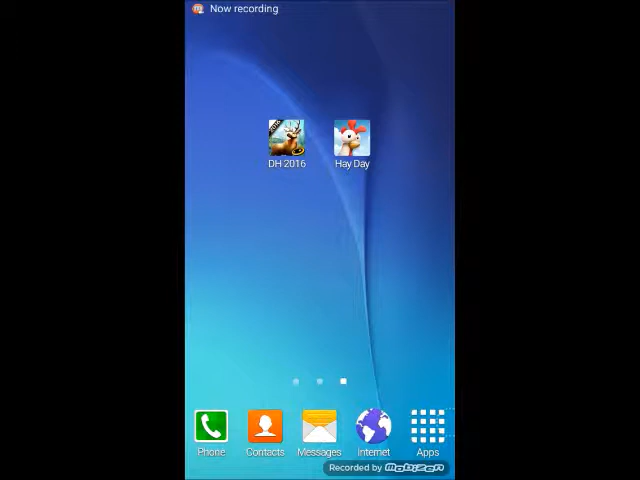 Now recording
DH 2016
Hay Day
Phone
Contacts
Messages
Internet
Apps
Recorded by Mobizen